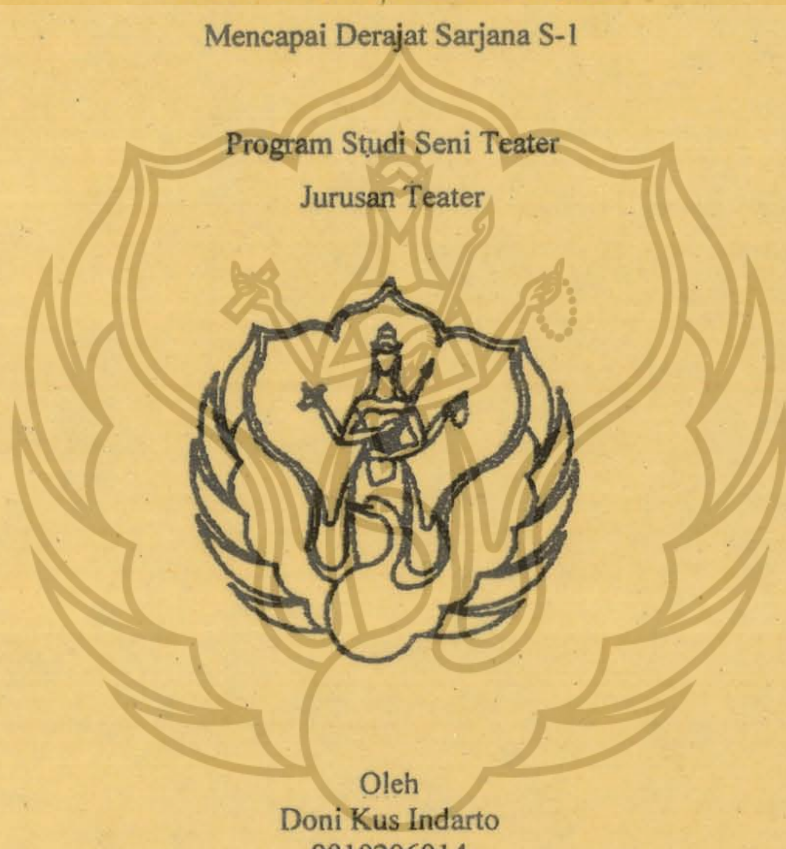 Mencapai Derajat Sarjana S-1
Program Studi Seni Teater
Jurusan Teater
Oleh
Doni Kus Indarto